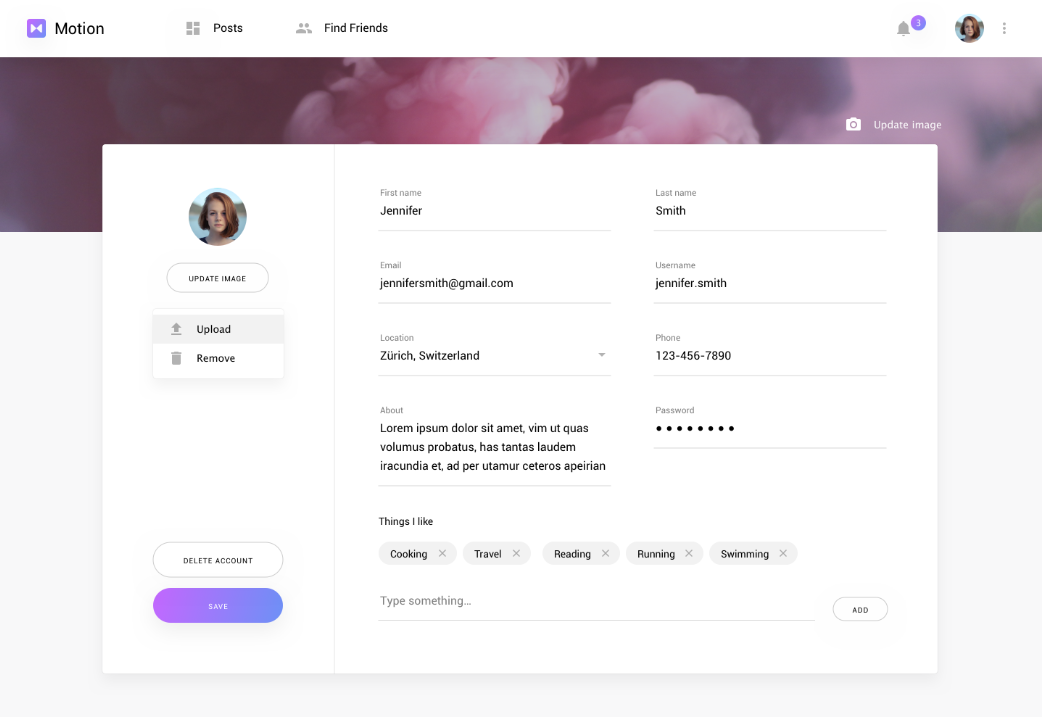 Motion
Posts
Find Friends
3
Update image
UPDATE IMAGE
Upload
Remove
DELETE ACCOUNT
SAVE
First name
Jennifer
Last name
Smith
Email
jennifersmith@gmail.com
Username
jennifer.smith
Location
Zürich, Switzerland
Phone
123-456-7890
About
Lorem ipsum dolor sit amet, vim ut quas
volumus probatus, has tantas laudem
iracundia et, ad per utamur ceteros apeirian
Password
••••••••
Things I like
Cooking
Travel
Reading
Running
Swimming
Type something...
ADD